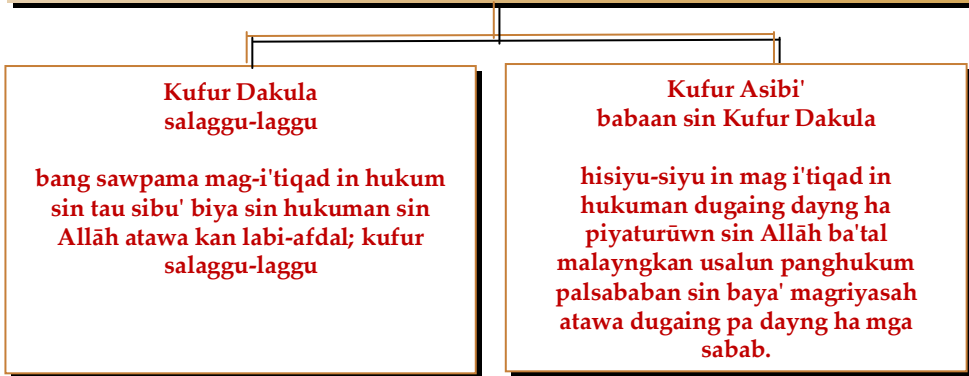 Kufur Dakula
salaggu-laggu
bang sawpama mag-i'tiqad in hukum
sin tau sibu' biya sin hukuman sin
Allāh atawa kan labi-afdal; kufur
salaggu-laggu
Kufur Asibi'
babaan sin Kufur Dakula
hisiyu-siyu in mag i'tiqad in
hukuman dugaing dayng ha
piyaturūwn sin Allāh ba'tal
malayngkan usalun panghukum
palsababan sin baya' magriyasah
atawa dugaing pa dayng ha mga
sabab.